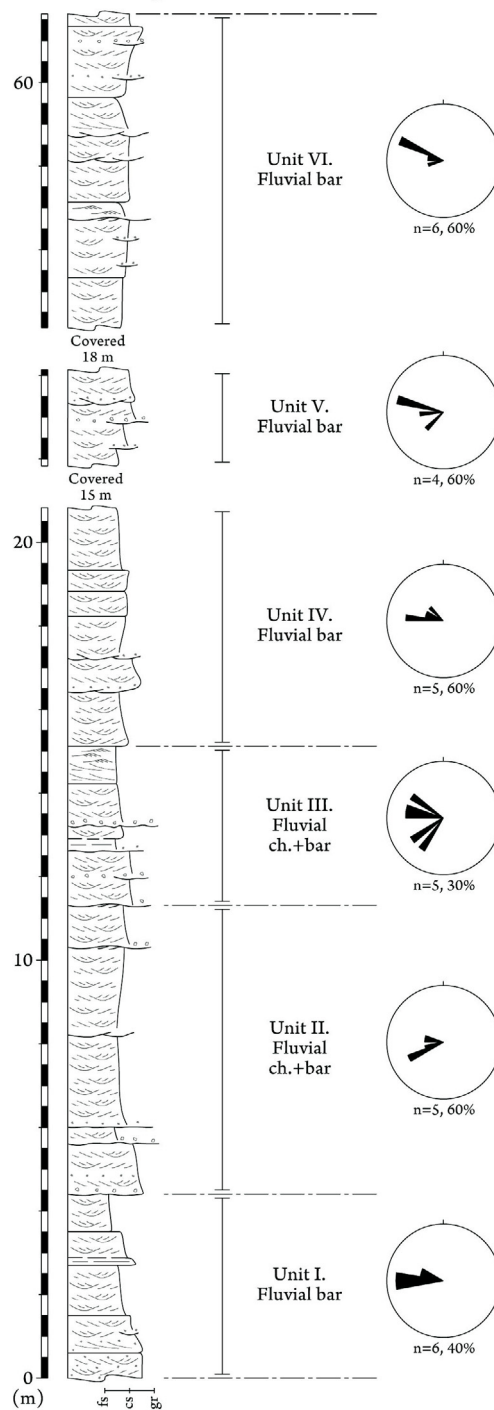 60
Unit VI.
Fluvial bar
n=6, 60%
Covered
18 m
Unit V.
Fluvial bar
n=4, 60%
Covered
15 m
20
Unit IV.
Fluvial bar
n=5, 60%
Unit III.
Fluvial
ch.+bar
n=5, 30%
10
Unit II.
Fluvial
ch.+bar
n=5, 60%
Unit I.
Fluvial bar
n=6, 40%
0
(m)
fs
cs
gr